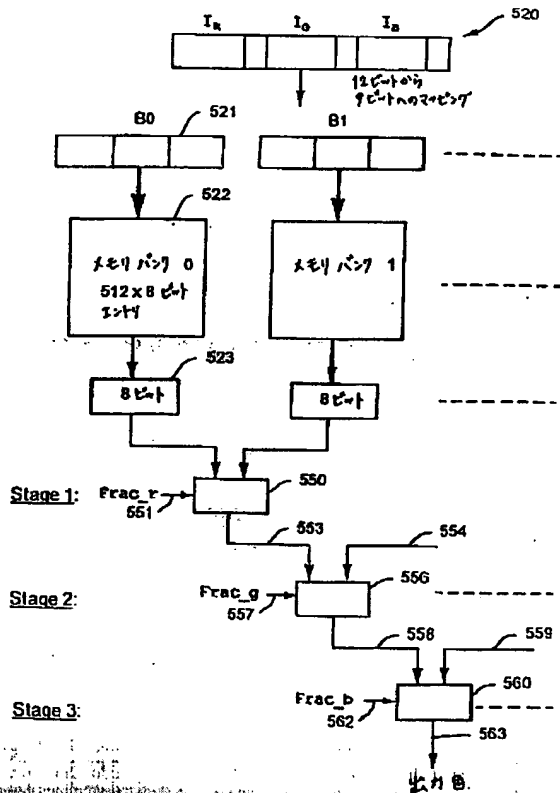 I_R I_G I_B 520
12ビットから
9ビットへのマッピング
B0 521 B1
522
メモリ バンク 0
512 x 8 ビット
エントリ
メモリ バンク 1
523
8ビット 8ビット
Stage 1: Frac_r 550
551
553 554
Stage 2: Frac_g 556
557
558 559
Stage 3: Frac_b 560
562
563
出力色.